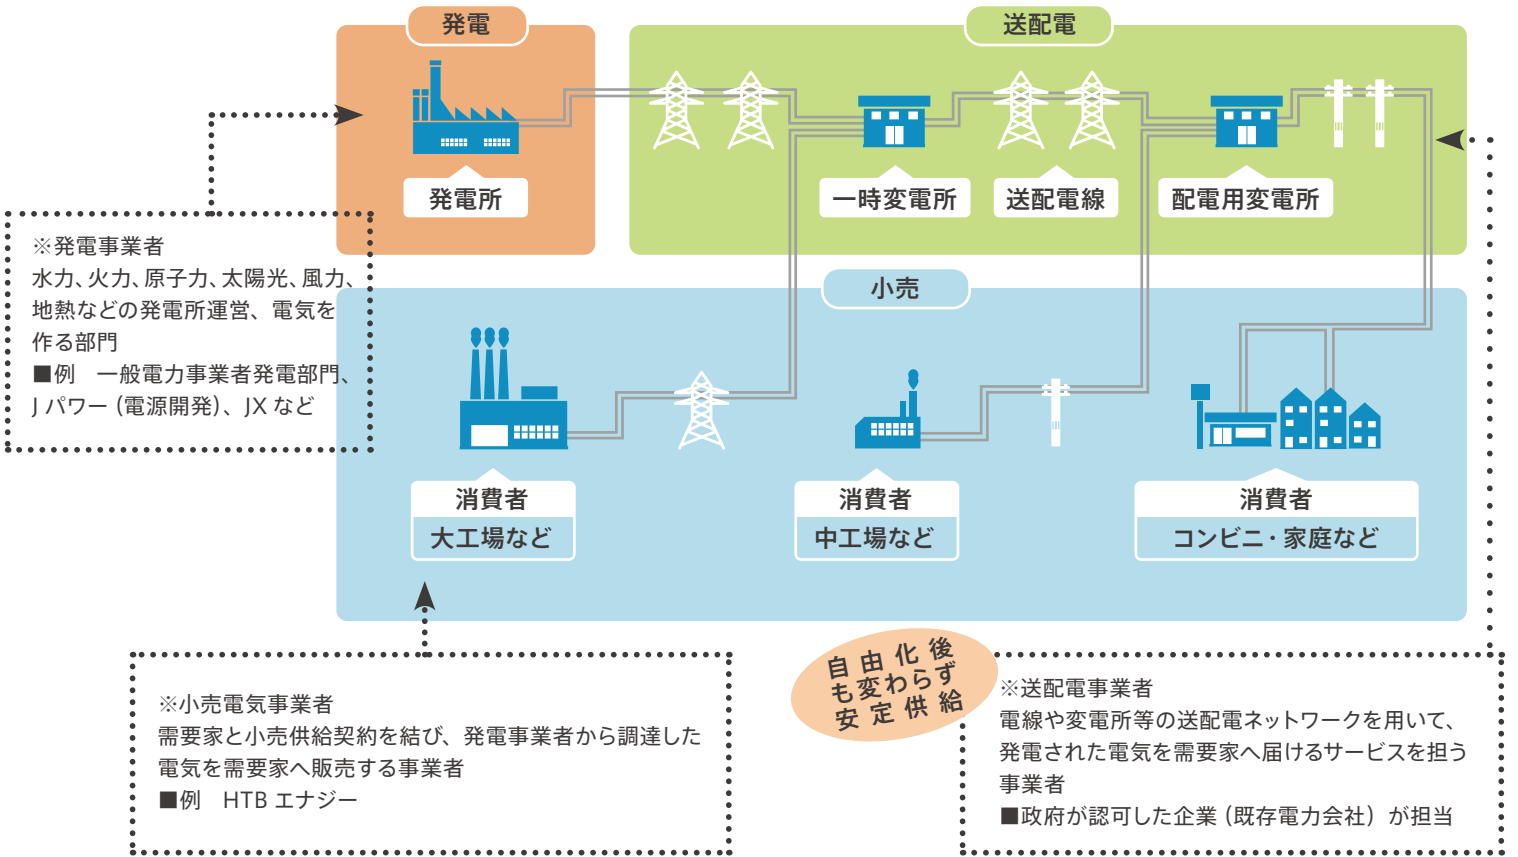 発電
送配電
発電所
一時変電所
送配電線
配電用変電所
※発電事業者
水力、火力、原子力、太陽光、風力、
地熱などの発電所運営、電気を
作る部門
■例　一般電力事業者発電部門、
Jパワー（電源開発）、JXなど
小売
消費者
大工場など
消費者
中工場など
消費者
コンビニ・家庭など
※小売電気事業者
需要家と小売供給契約を結び、発電事業者から調達した
電気を需要家へ販売する事業者
■例　HTBエナジー
自由化後
も変わらず
安定供給
※送配電事業者
電線や変電所等の送配電ネットワークを用いて、
発電された電気を需要家へ届けるサービスを担う
事業者
■政府が認可した企業（既存電力会社）が担当